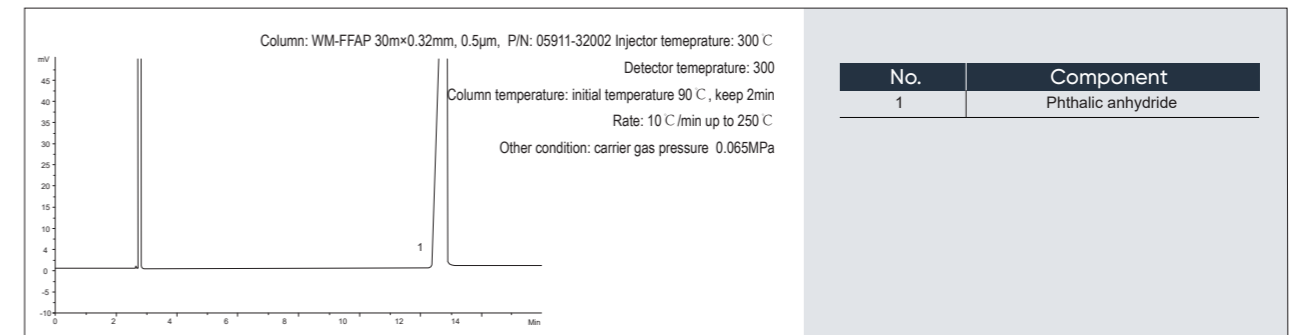 Column: WM-FFAP 30m×0.32mm, 0.5μm, P/N: 05911-32002 Injector temeprature: 300℃
Detector temeprature: 300
Column temperature: initial temperature 90℃, keep 2min
Rate: 10℃/min up to 250℃
Other condition: carrier gas pressure 0.065MPa
mV
45
40
35
30
25
20
15
10
4
0
-5
-10
1
0 2 4 6 8 10 12 14 Min
No. Component
1 Phthalic anhydride